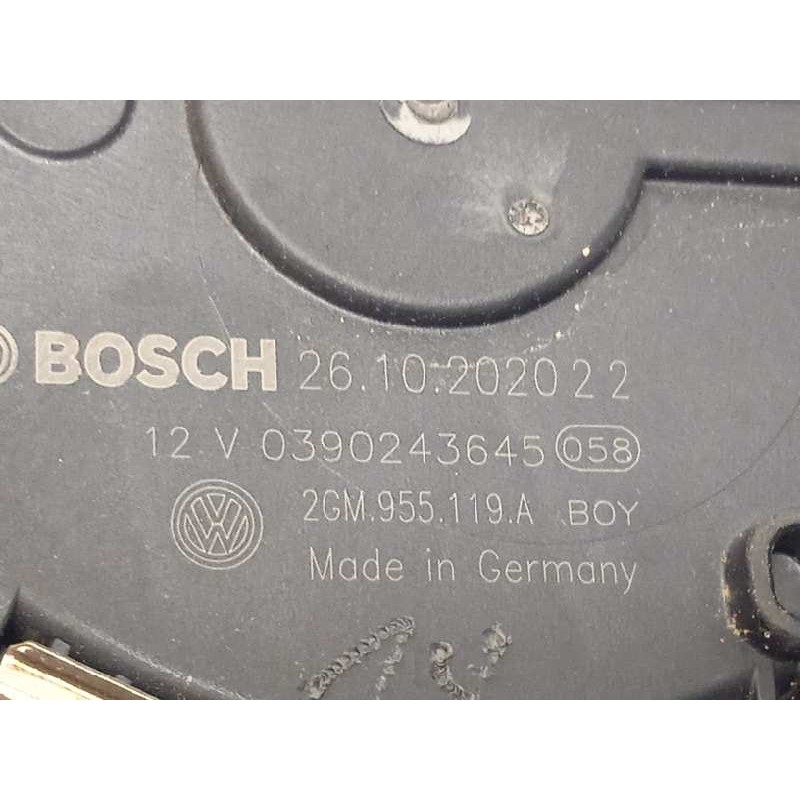 BOSCH 26.10.2020 2 2
12 V 0390243645 058
2GM.955.119.A BOY
Made in Germany